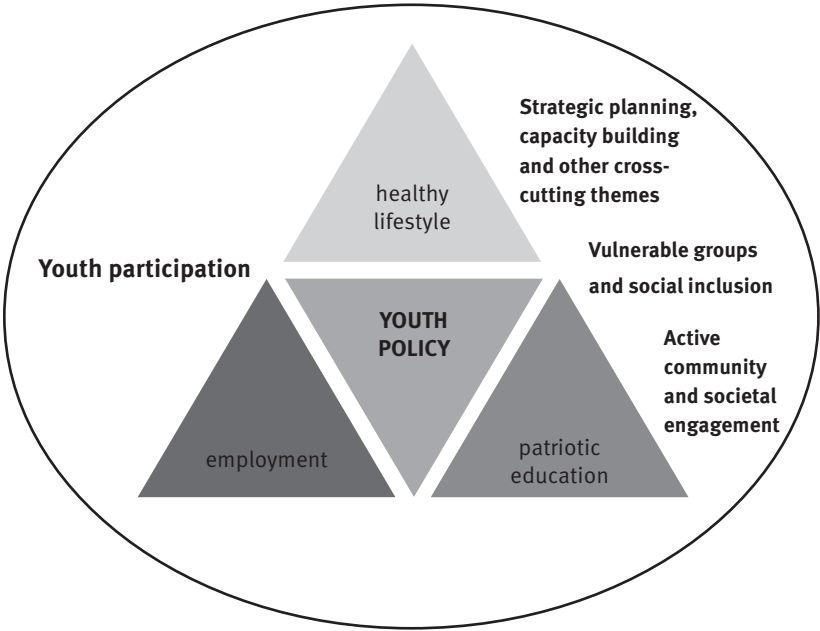 Strategic planning,
capacity building
and other cross-
cutting themes
healthy
lifestyle
Vulnerable groups
and social inclusion
Youth participation
YOUTH
POLICY
Active
community
and societal
engagement
employment
patriotic
education